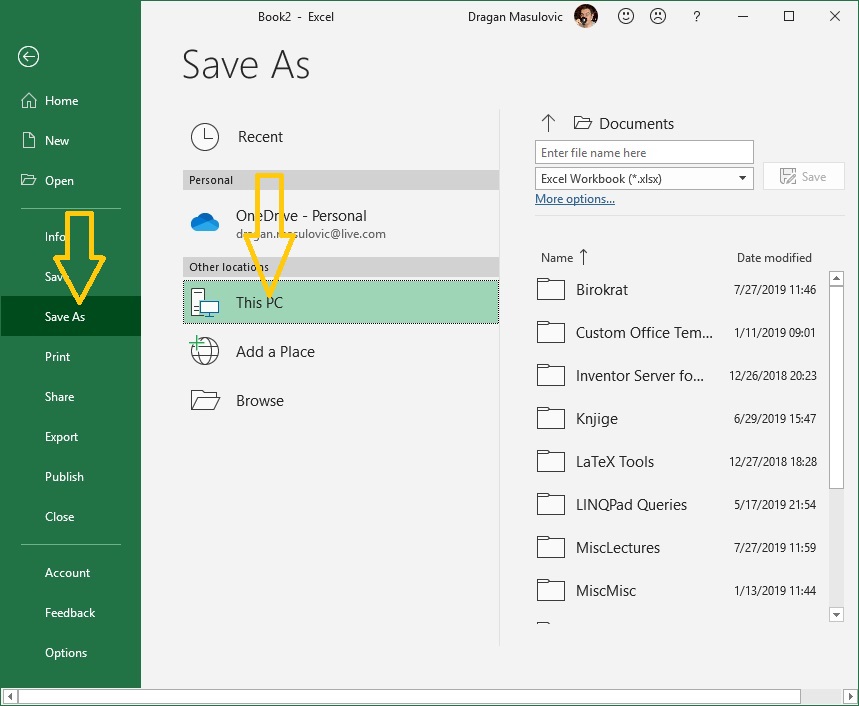 Book2 - Excel
Dragan Masulovic
?
Home
New
Open
Info
Save
Save As
Print
Share
Export
Publish
Close
Account
Feedback
Options
Save As
Recent
Personal
OneDrive - Personal
dragan.masulovic@live.com
Other locations
This PC
Add a Place
Browse
Documents
Enter file name here
Excel Workbook (*.xlsx)
Save
More options...
Name Date modified
Birokrat 7/27/2019 11:46
Custom Office Tem... 1/11/2019 09:01
Inventor Server fo... 12/26/2018 20:23
Knjige 6/29/2019 15:47
LaTeX Tools 12/27/2018 18:28
LINQPad Queries 5/17/2019 21:54
MiscLectures 7/27/2019 11:59
MiscMisc 1/13/2019 11:44